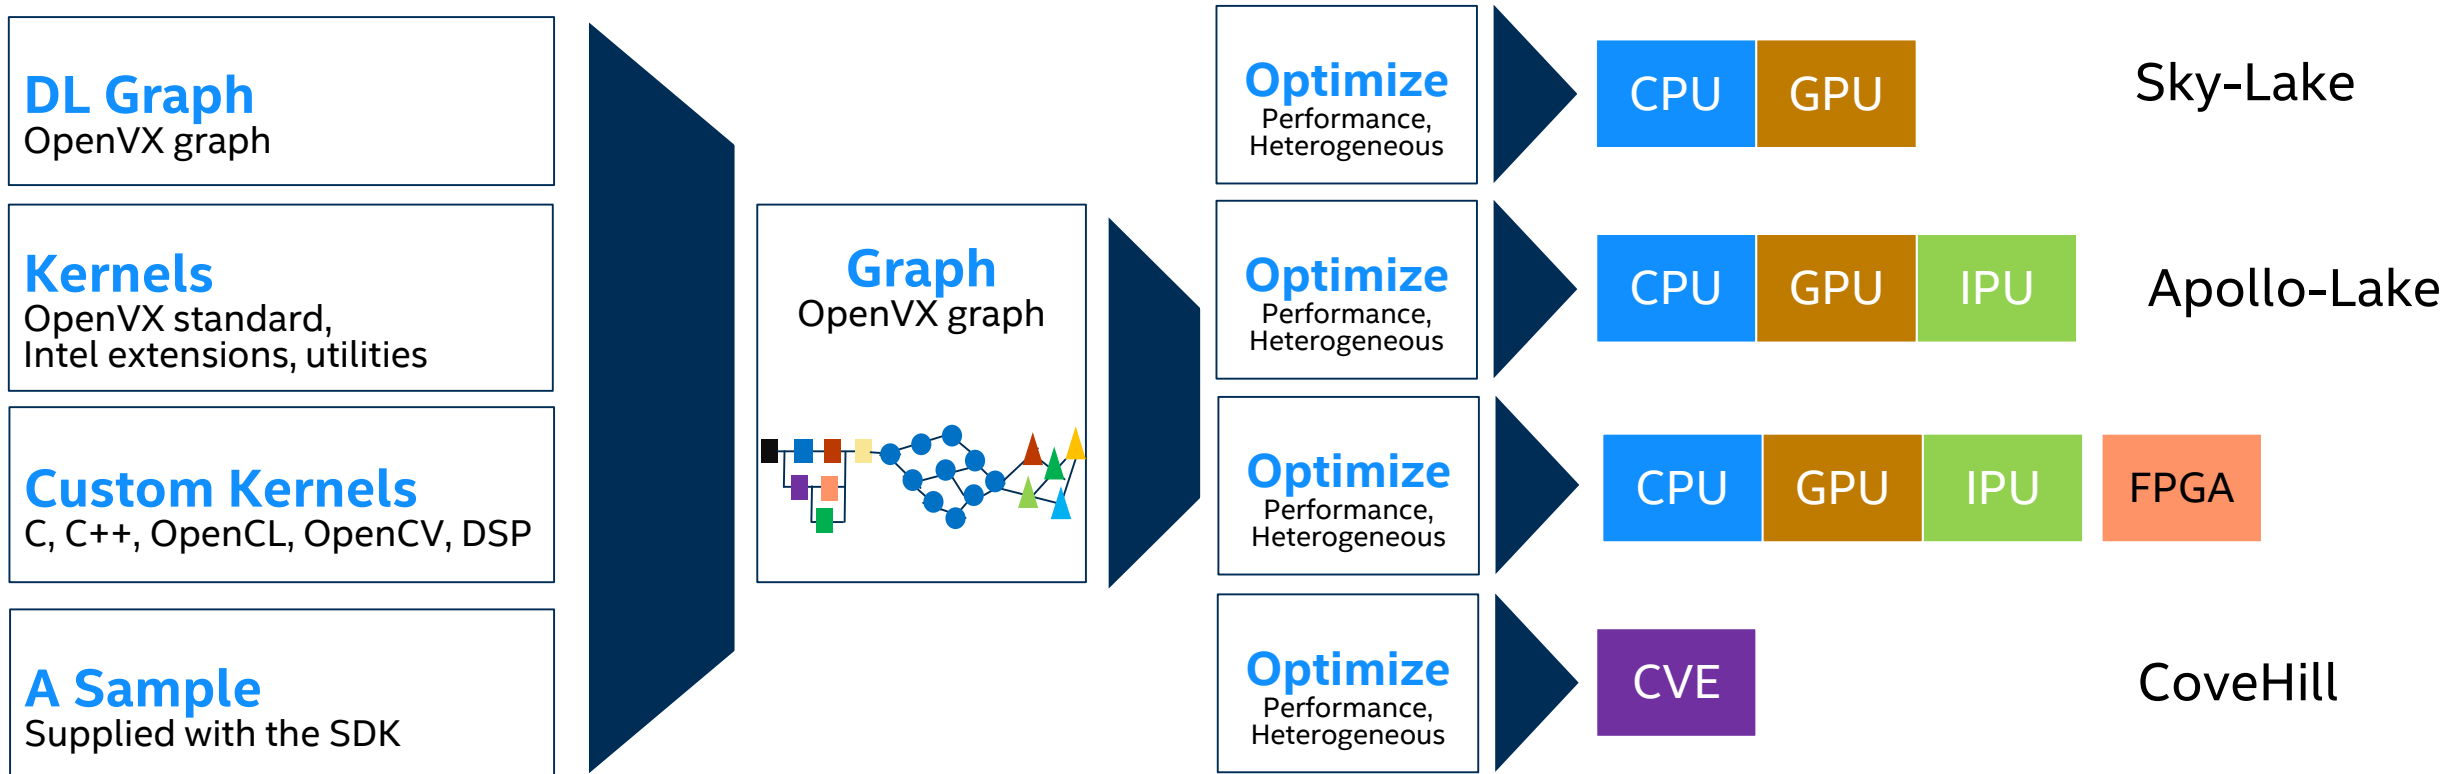 DL Graph
OpenVX graph
Kernels
OpenVX standard,
Intel extensions, utilities
Custom Kernels
C, C++, OpenCL, OpenCV, DSP
A Sample
Supplied with the SDK
Graph
OpenVX graph
Optimize
Performance,
Heterogeneous
CPU GPU
Sky-Lake
Optimize
Performance,
Heterogeneous
CPU GPU IPU
Apollo-Lake
Optimize
Performance,
Heterogeneous
CPU GPU IPU FPGA
Optimize
Performance,
Heterogeneous
CVE
CoveHill